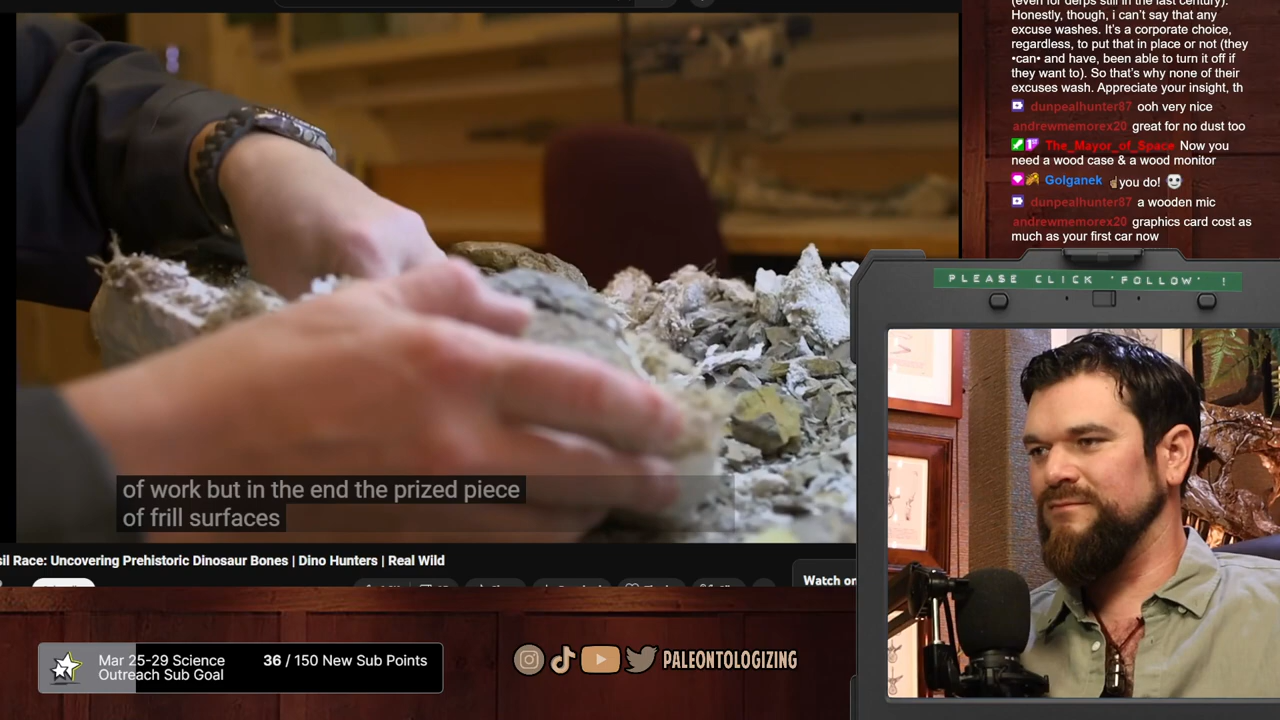 (even for derps still in the last century).
Honestly, though, i can't say that any
excuse washes. It's a corporate choice,
regardless, to put that in place or not (they
•can• and have, been able to turn it off if
they want to). So that's why none of their
excuses wash. Appreciate your insight, th
dunpealhunter87 ooh very nice
andrewmemorex20 great for no dust too
The_Mayor_of_Space Now you
need a wood case & a wood monitor
Golganek ☝you do! 💀
dunpealhunter87 a wooden mic
andrewmemorex20 graphics card cost as
much as your first car now
PLEASE CLICK 'FOLLOW' !
of work but in the end the prized piece
of frill surfaces
sil Race: Uncovering Prehistoric Dinosaur Bones | Dino Hunters | Real Wild
Watch on
Mar 25-29 Science
Outreach Sub Goal
36 / 150 New Sub Points
PALEONTOLOGIZING